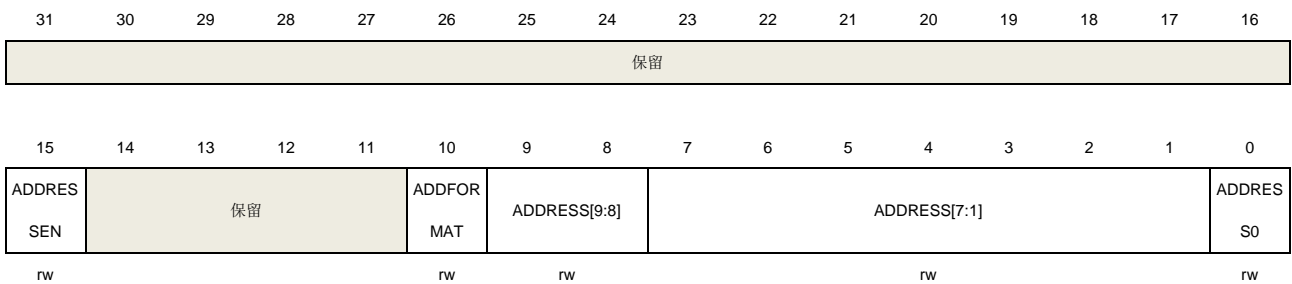 31 30 29 28 27 26 25 24 23 22 21 20 19 18 17 16
保留
15 14 13 12 11 10 9 8 7 6 5 4 3 2 1 0
ADDRES
SEN
保留
ADDFOR
MAT
ADDRESS[9:8]
ADDRESS[7:1]
ADDRES
S0
rw rw rw rw rw